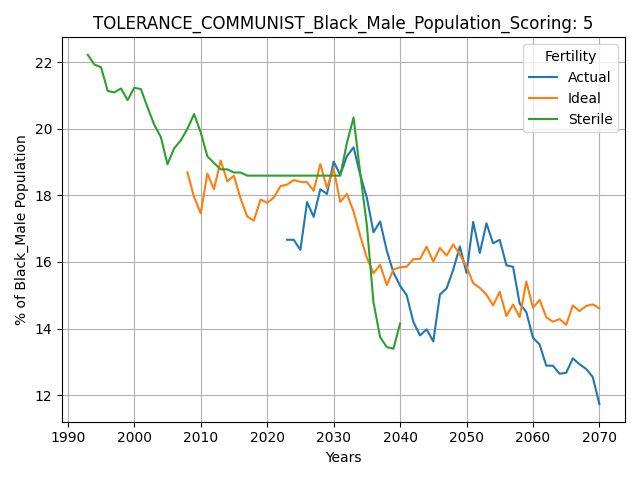 TOLERANCE_COMMUNIST_Black_Male_Population_Scoring: 5
% of Black_Male Population
22
20
18
16
14
12
Fertility
Actual
Ideal
Sterile
1990 2000 2010 2020 2030 2040 2050 2060 2070
Years